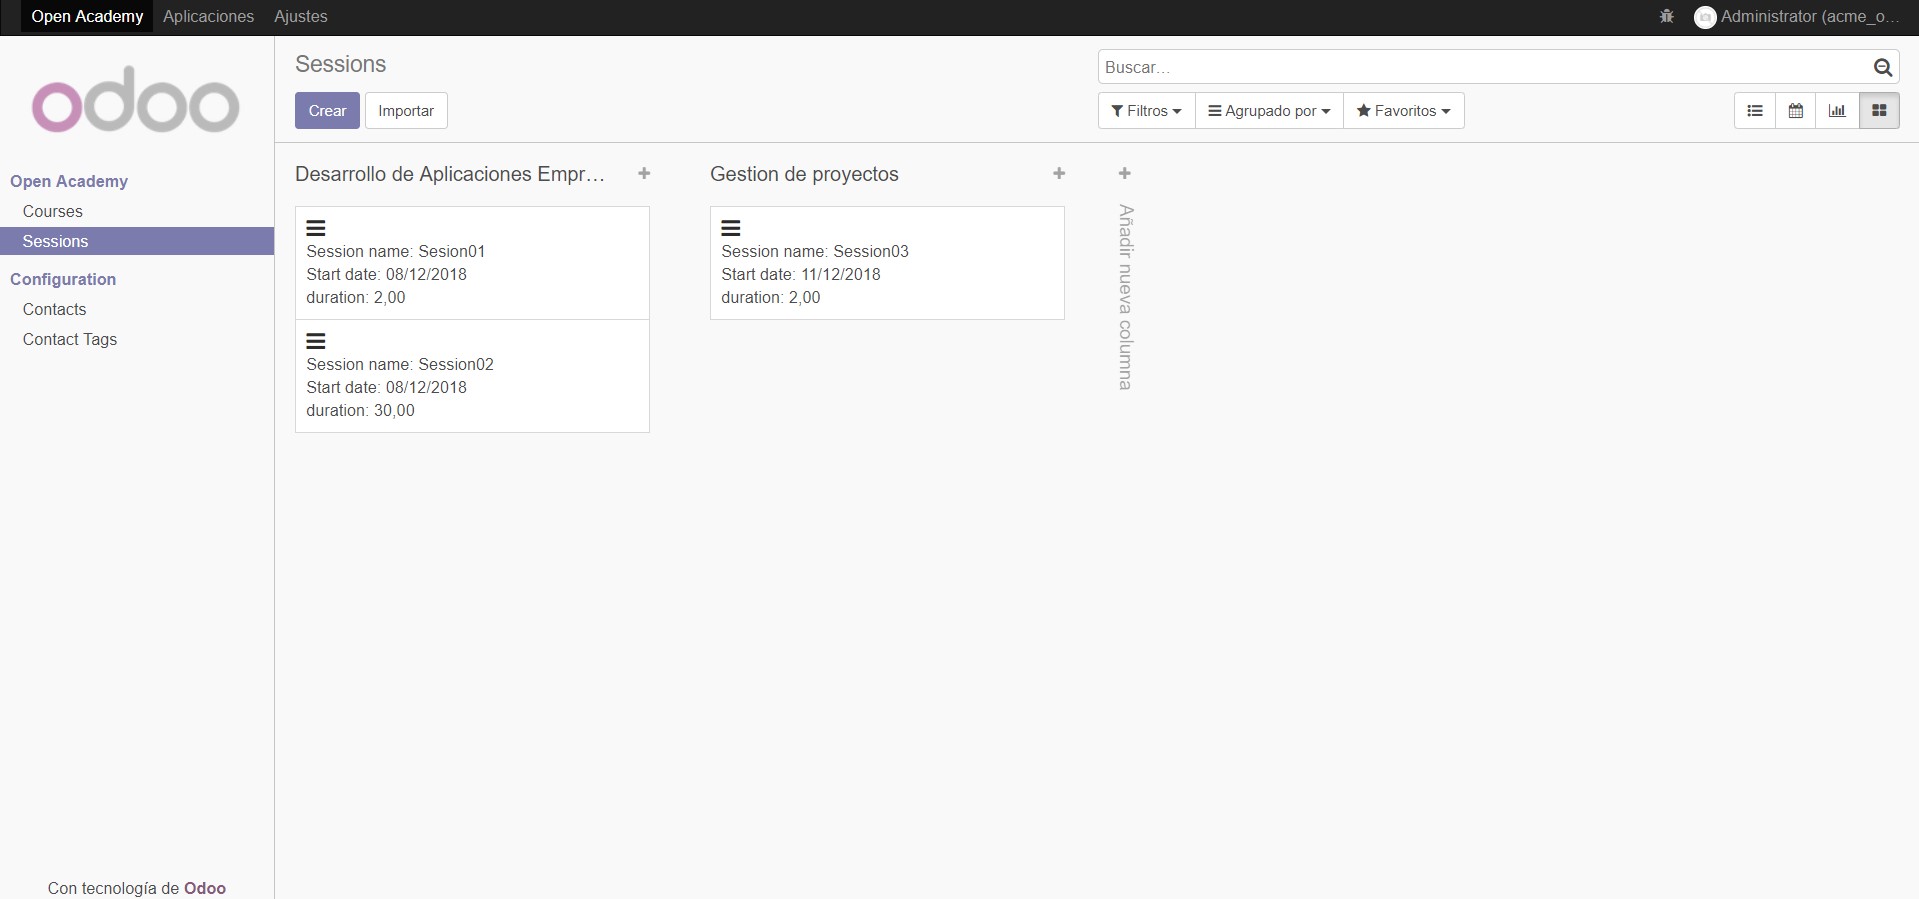 Open Academy Aplicaciones Ajustes Administrator (acme_o...
odoo
Open Academy
Courses
Sessions
Configuration
Contacts
Contact Tags
Con tecnología de Odoo
Sessions
Buscar...
Crear Importar
Filtros Agrupado por Favoritos
Desarrollo de Aplicaciones Empr...
Session name: Sesion01
Start date: 08/12/2018
duration: 2,00
Session name: Session02
Start date: 08/12/2018
duration: 30,00
Gestion de proyectos
Session name: Session03
Start date: 11/12/2018
duration: 2,00
Añadir nueva columna